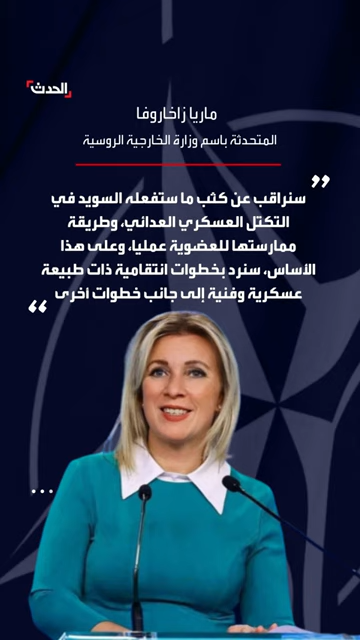 الحدث
ماريا زاخاروفا
المتحدثة باسم وزارة الخارجية الروسية
”
سنراقب عن كثب ما ستفعله السويد في
التكتل العسكري العدائي، وطريقة
ممارستها للعضوية عمليا، وعلى هذا
الأساس، سنرد بخطوات انتقامية ذات طبيعة
عسكرية وفنية إلى جانب خطوات أخرى
“
...